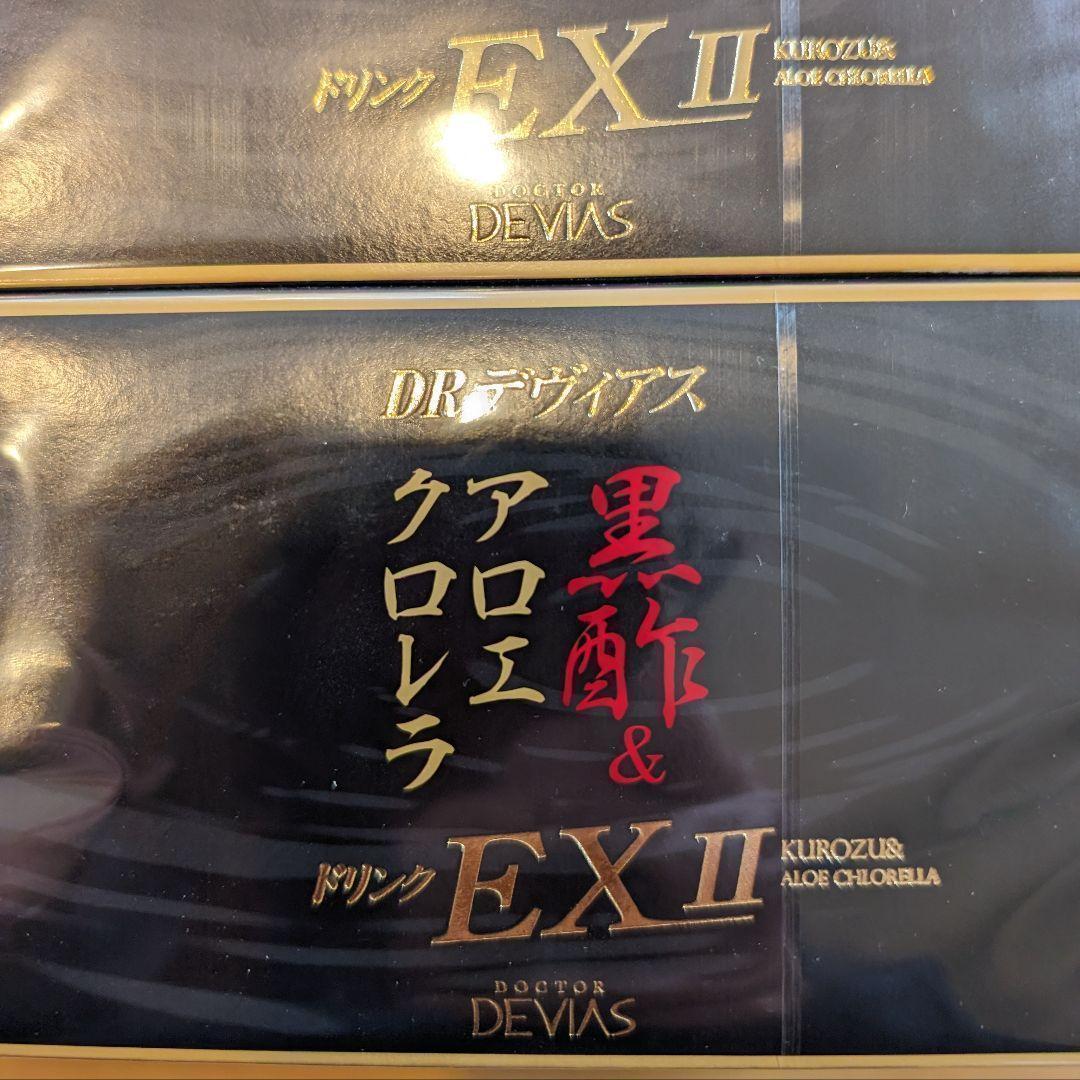 ドリンク EX II KUROZU&
ALOE CHLORELLA
DOCTOR
DEVIAS
DRデヴィアス
黒酢&
アロエ
クロレラ
ドリンク EX II KUROZU&
ALOE CHLORELLA
DOCTOR
DEVIAS